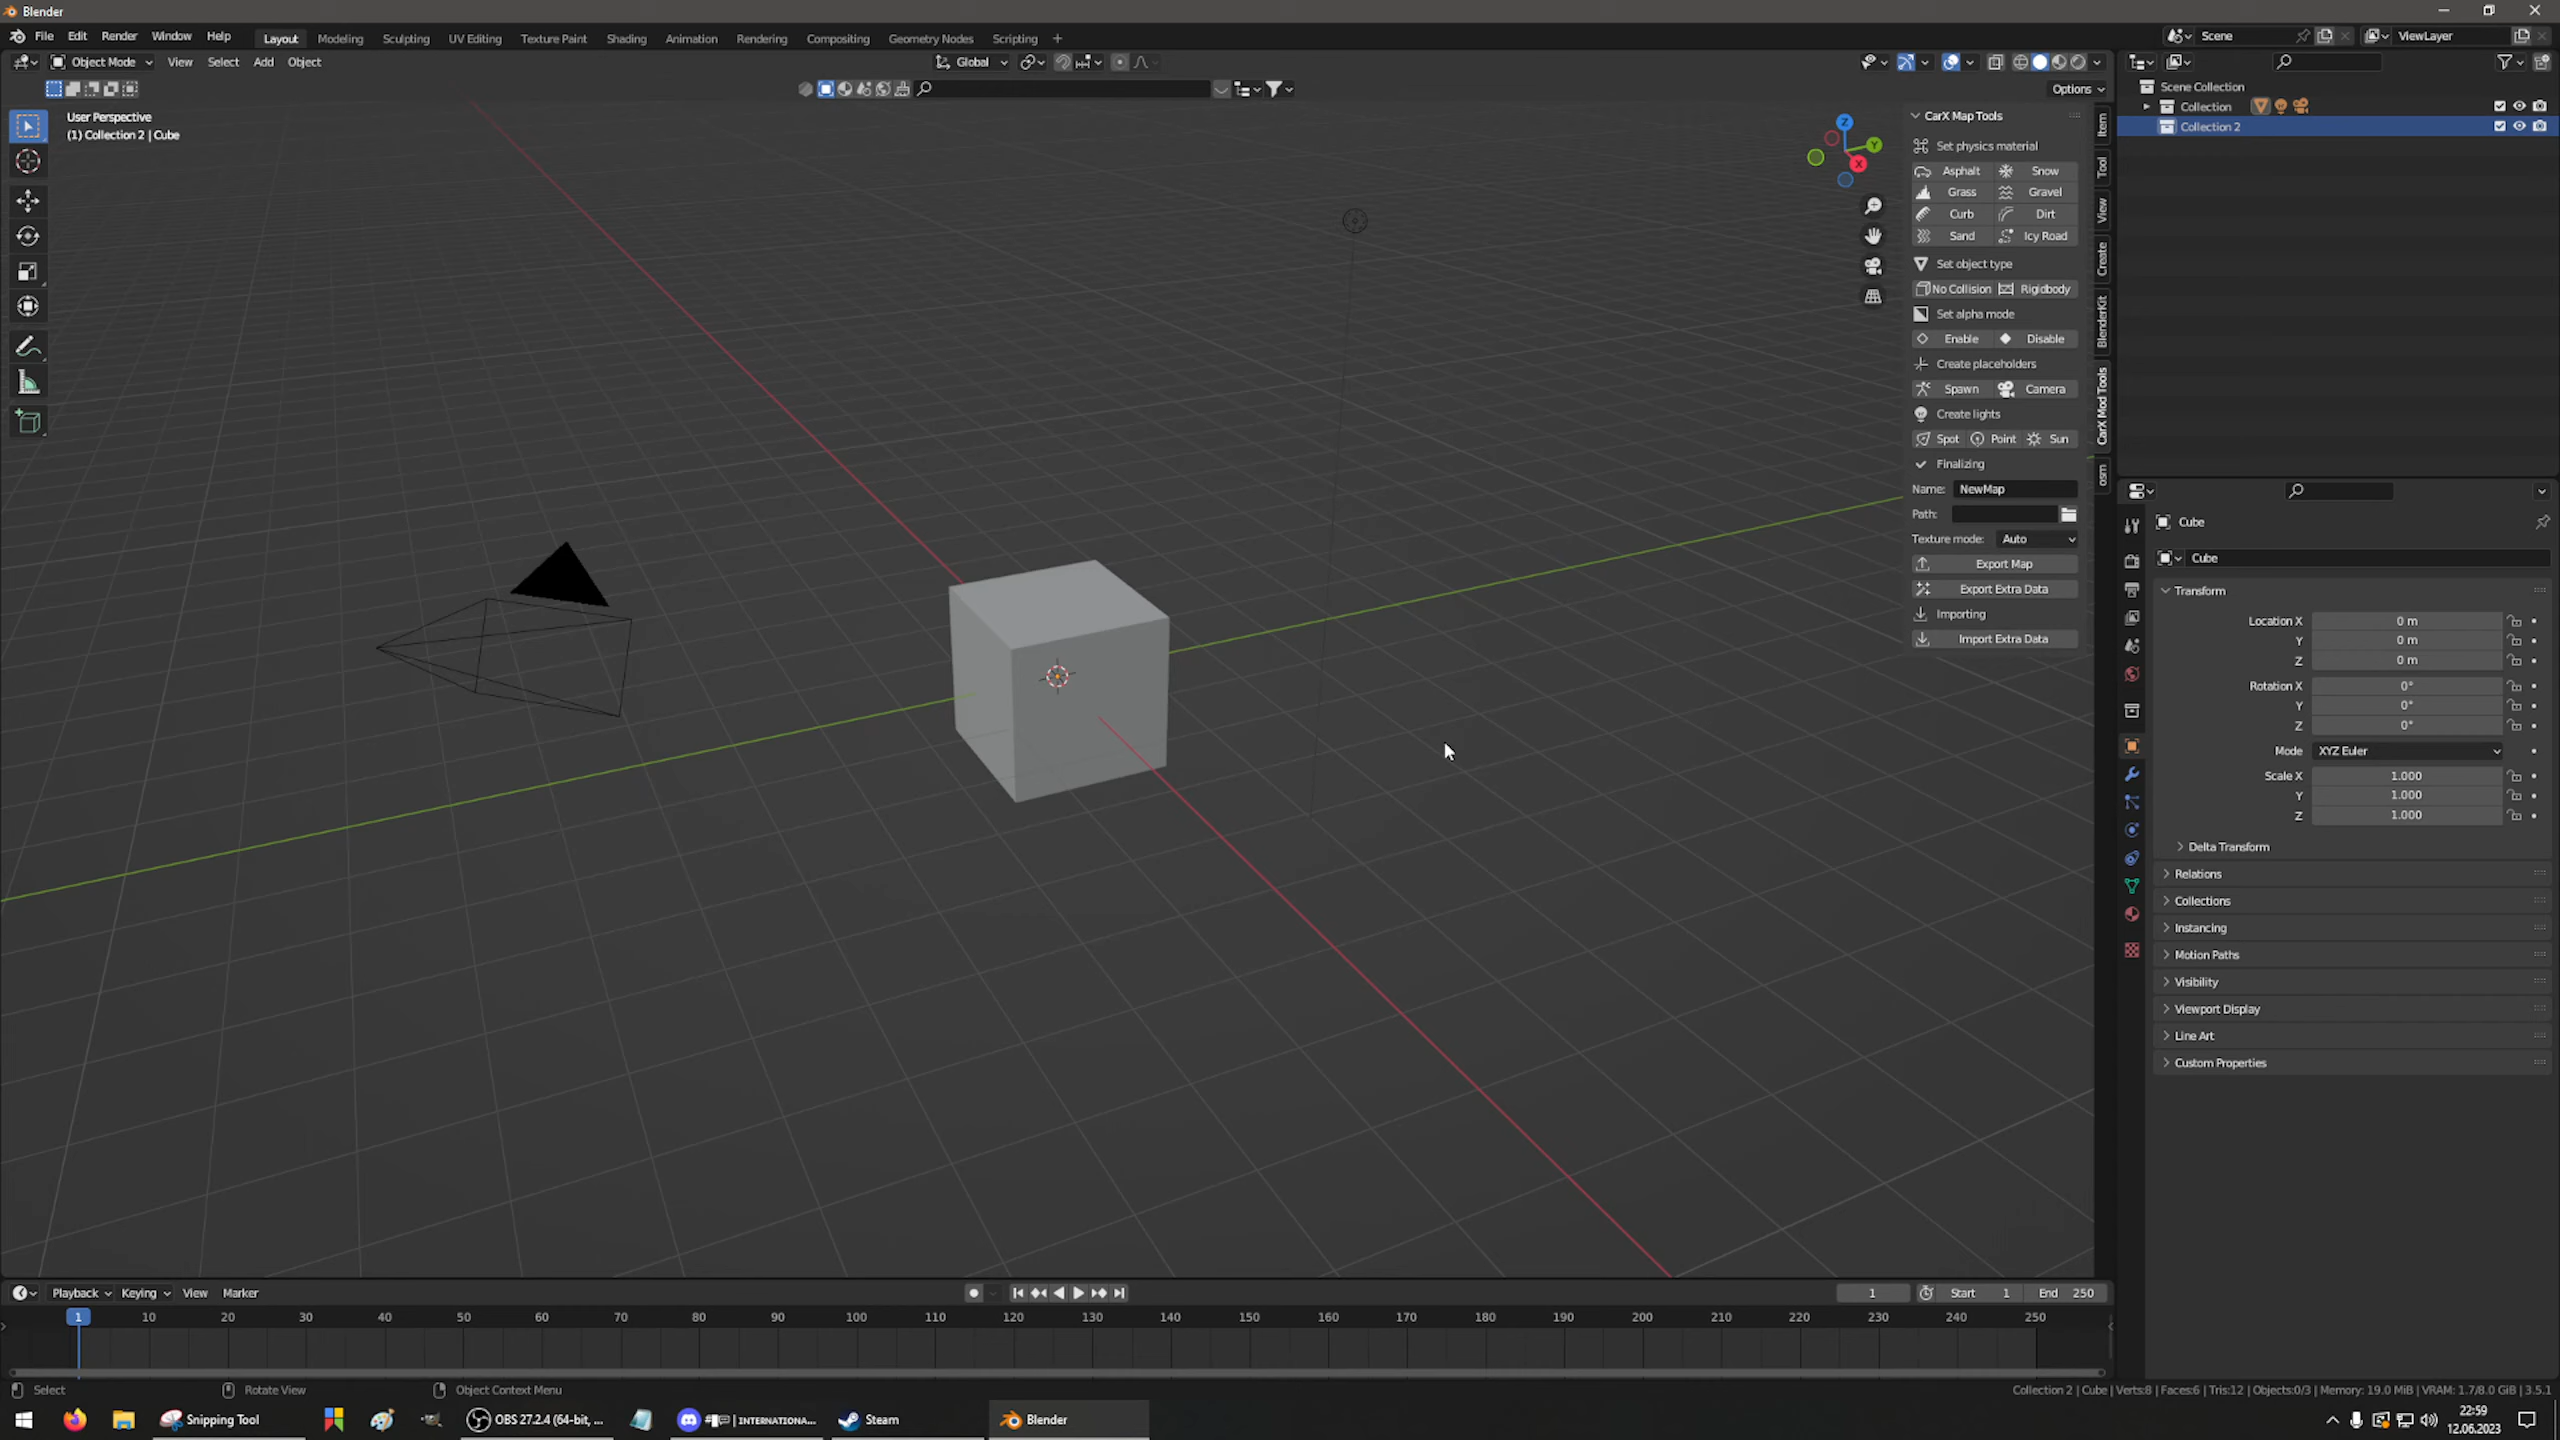 Blender
File Edit Render Window Help Layout Modeling Sculpting UV Editing Texture Paint Shading Animation Rendering Compositing Geometry Nodes Scripting + Scene ViewLayer
Object Mode View Select Add Object Global
Options
User Perspective
(1) Collection 2 | Cube
CarX Map Tools
Set physics material
Asphalt Snow
Grass Gravel
Curb Dirt
Sand Icy Road
Set object type
No Collision Rigidbody
Set alpha mode
Enable Disable
Create placeholders
Spawn Camera
Create lights
Spot Point Sun
Finalizing
Name: NewMap
Path:
Texture mode: Auto
Export Map
Export Extra Data
Importing
Import Extra Data
Z
Y
X
Item
Tool
View
Create
BlenderKit
CarX Mod Tools
osm
Scene Collection
Collection
Collection 2
Cube
Cube
Transform
Location X 0 m
Y 0 m
Z 0 m
Rotation X 0°
Y 0°
Z 0°
Mode XYZ Euler
Scale X 1.000
Y 1.000
Z 1.000
Delta Transform
Relations
Collections
Instancing
Motion Paths
Visibility
Viewport Display
Line Art
Custom Properties
Playback Keying View Marker 1 Start 1 End 250
1 10 20 30 40 50 60 70 80 90 100 110 120 130 140 150 160 170 180 190 200 210 220 230 240 250
Select Rotate View Object Context Menu Collection 2 | Cube | Verts:8 | Faces:6 | Tris:12 | Objects:0/3 | Memory: 19.0 MiB | VRAM: 1.7/8.0 GiB | 3.5.1
Snipping Tool OBS 27.2.4 (64-bit, ... | INTERNATIONA... Steam Blender
22:59
12.06.2023